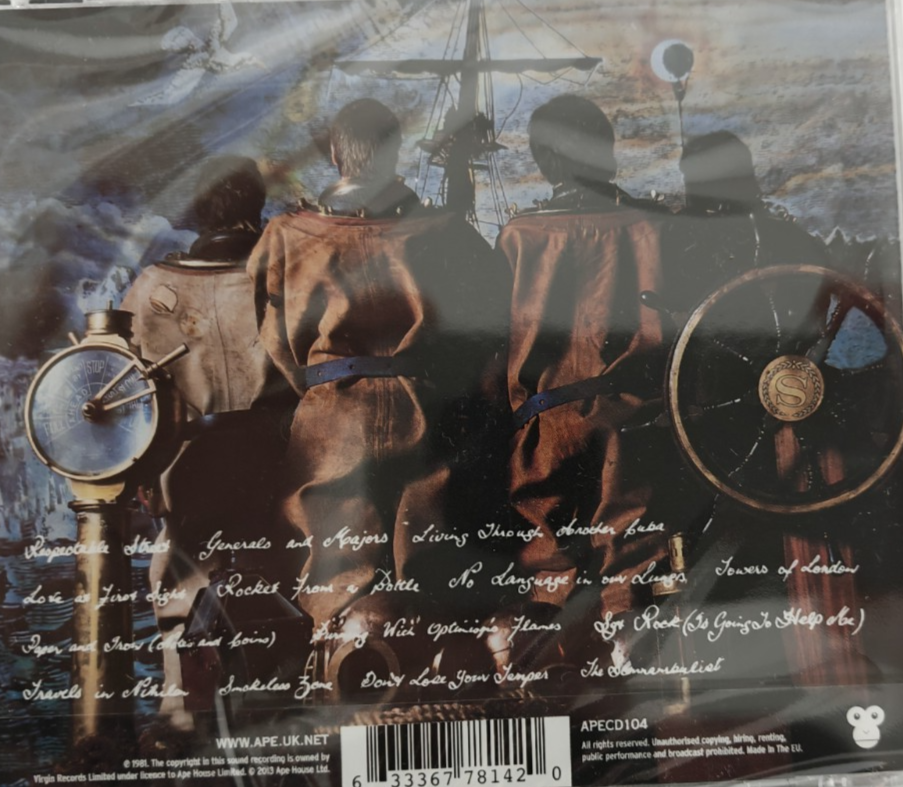 STOP
S
Respectable Street Generals and Majors Living Through Another Cuba
Love at First Sight Rocket From a Bottle No Language in our Lungs Towers of London
Paper and Iron (Notes and Coins) Burning With Optimism's Flames Sgt Rock (Is Going To Help Me)
Travels in Nihilon Smokeless Zone Don't Lose Your Temper The Somnambulist
WWW.APE.UK.NET
℗ 1981. The copyright in this sound recording is owned by
Virgin Records Limited under licence to Ape House Limited. © 2013 Ape House Ltd.
6 33367 78142 0
APECD104
All rights reserved. Unauthorised copying, hiring, renting,
public performance and broadcast prohibited. Made In The EU.